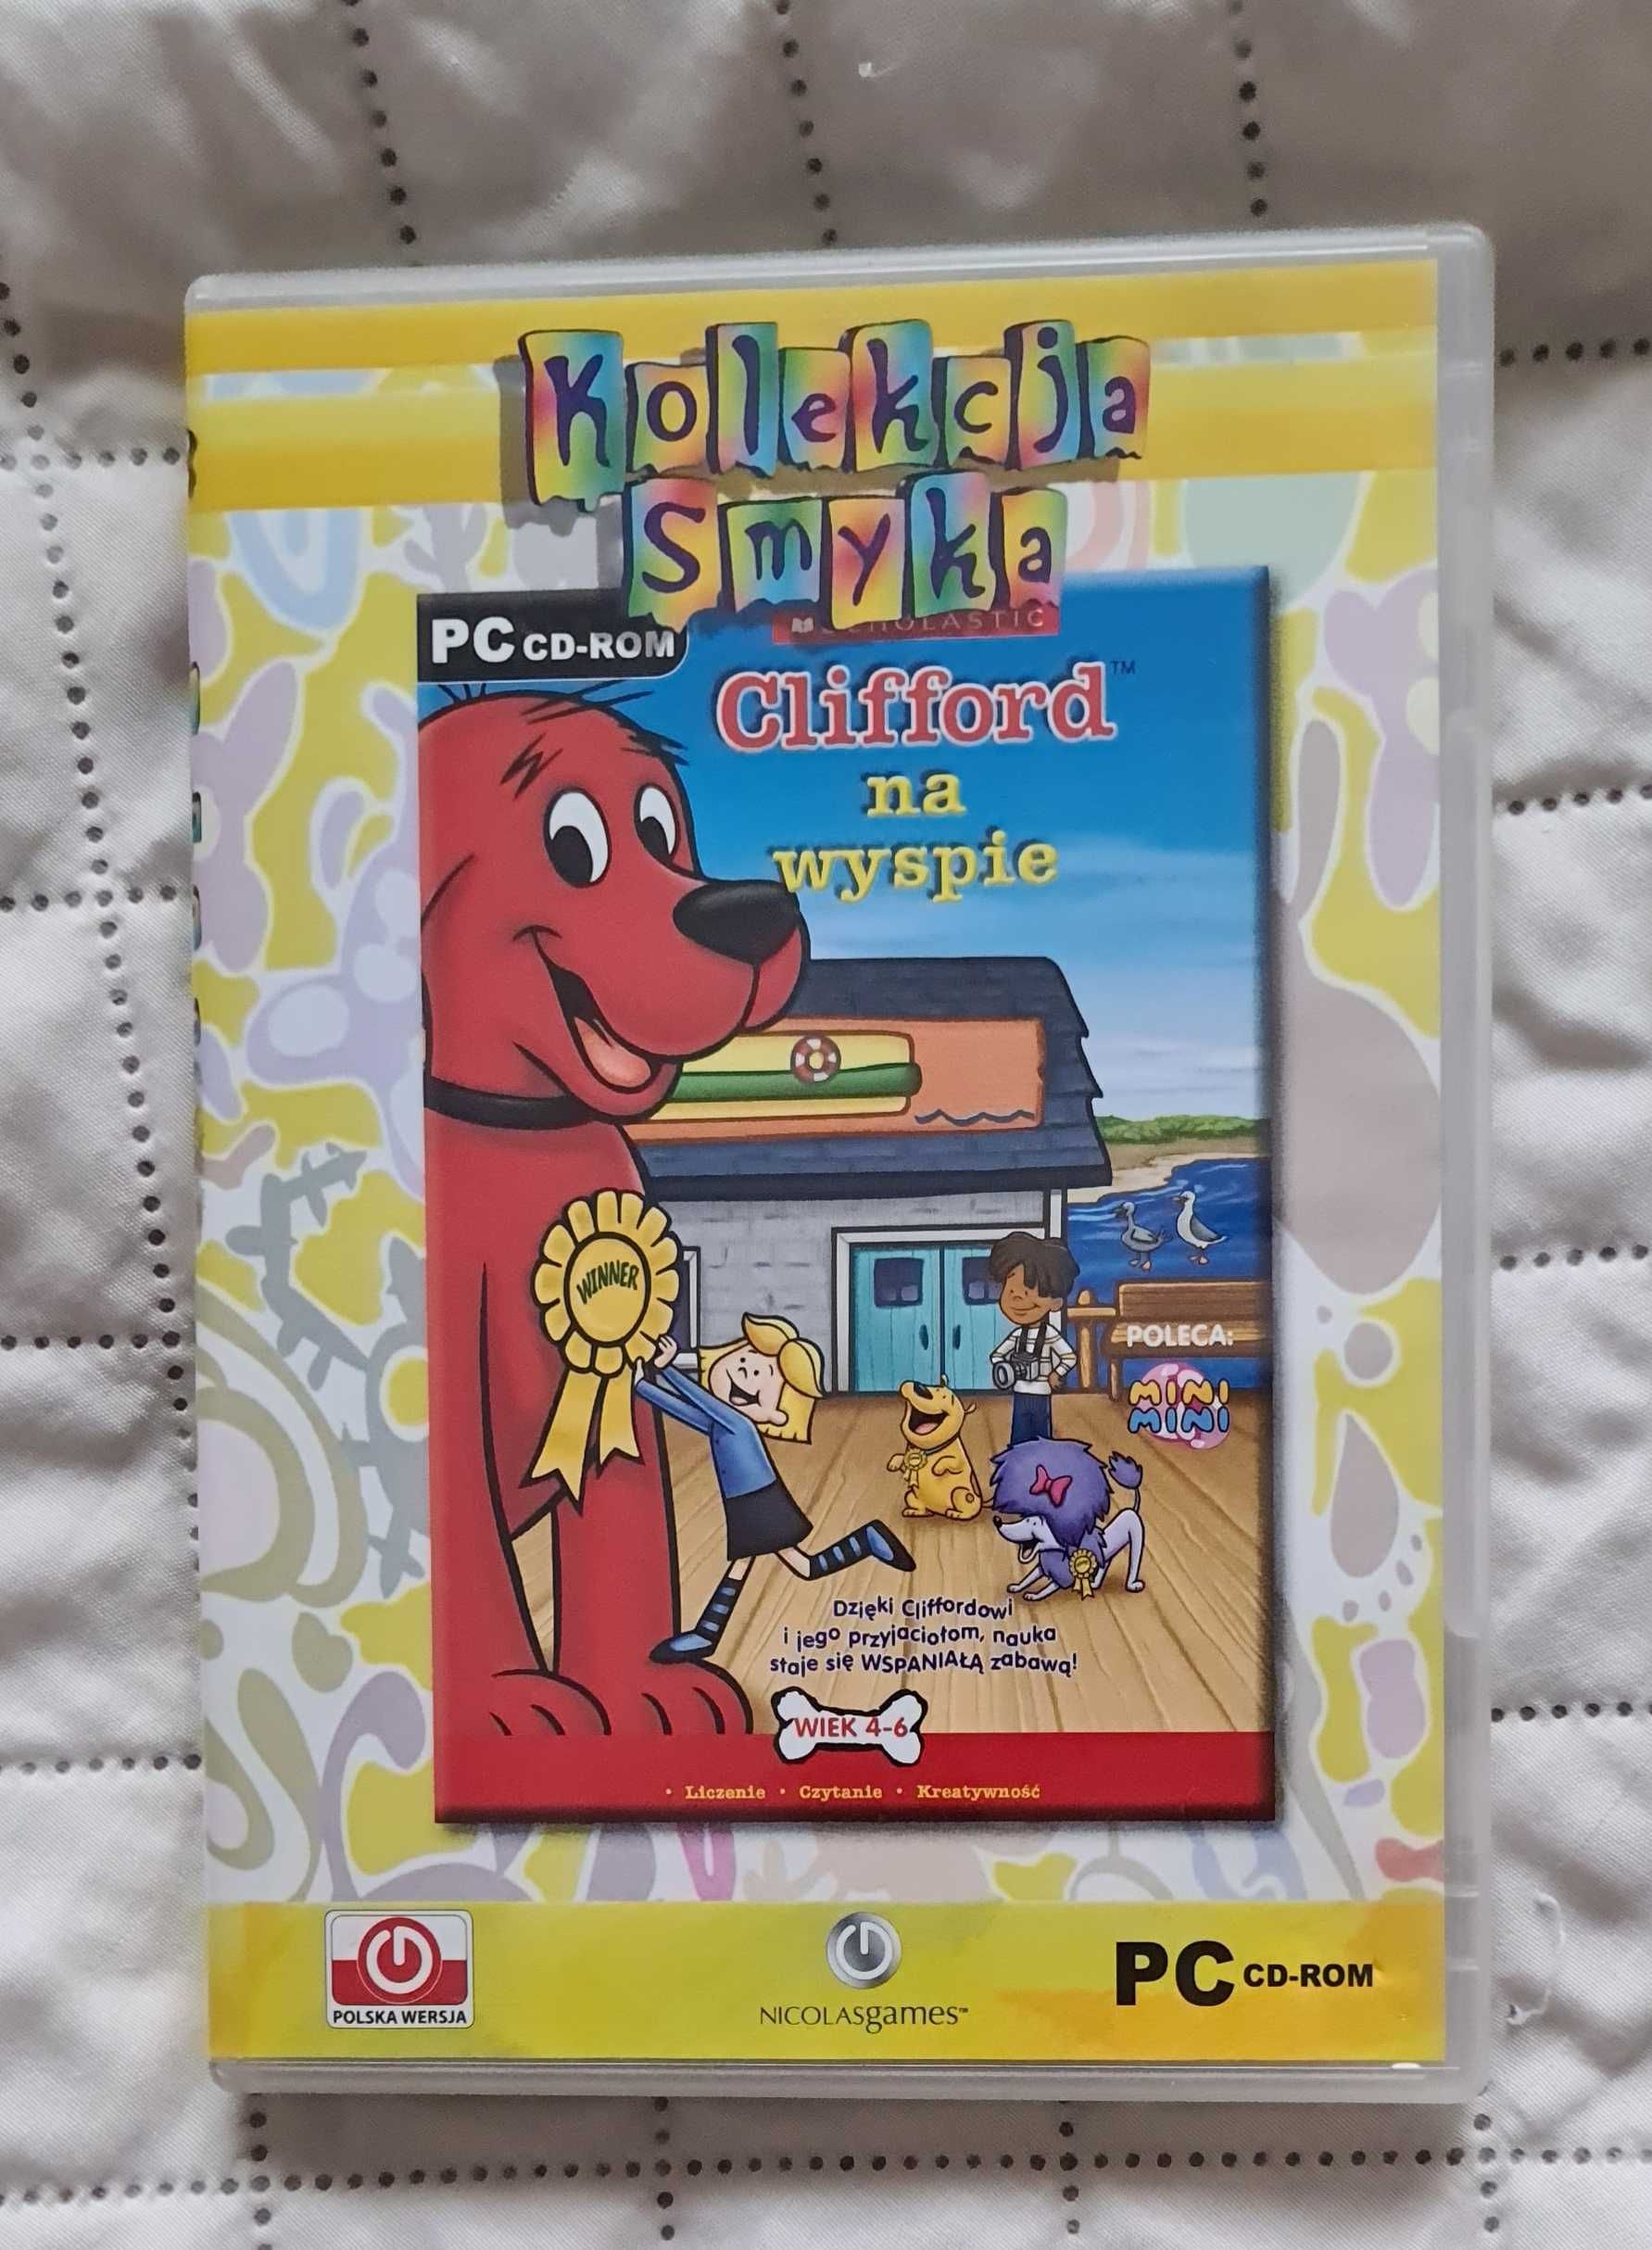 Kolekcja
Smyka
SCHOLASTIC
PC CD-ROM
Clifford™
na
wyspie
WINNER
POLECA:
MINI
MINI
Dzięki Cliffordowi
i jego przyjaciołom, nauka
staje się WSPANIAŁĄ zabawą!
WIEK 4-6
• Liczenie • Czytanie • Kreatywność
POLSKA WERSJA
NICOLASgames™
PC CD-ROM